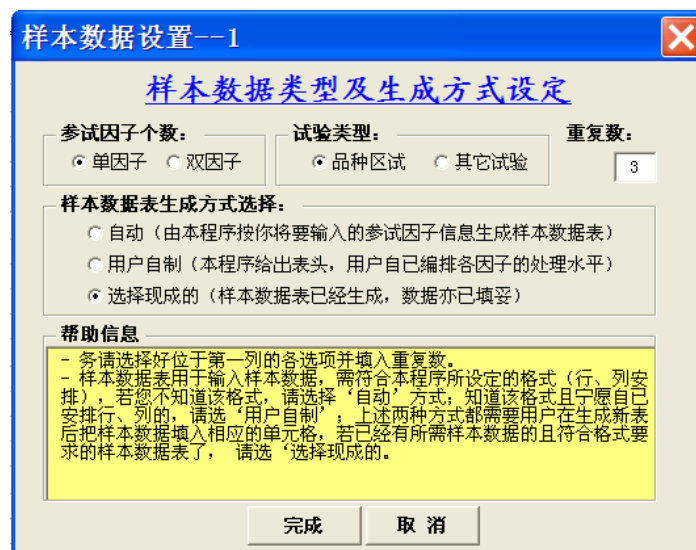 样本数据设置--1
样本数据类型及生成方式设定
参试因子个数： 试验类型： 重复数：
单因子 双因子 品种区试 其它试验 3
样本数据表生成方式选择：
自动（由本程序按你将要输入的参试因子信息生成样本数据表）
用户自制（本程序给出表头，用户自已编排各因子的处理水平）
选择现成的（样本数据表已经生成，数据亦已填妥）
帮助信息
- 务请选择好位于第一列的各选项并填入重复数。
- 样本数据表用于输入样本数据，需符合本程序所设定的格式（行、列安
排），若您不知道该格式，请选择‘自动’方式；知道该格式且宁愿自已
安排行、列的，请选‘用户自制’；上述两种方式都需要用户在生成新表
后把样本数据填入相应的单元格，若已经有所需样本数据的且符合格式要
求的样本数据表了， 请选‘选择现成的。
完成 取 消